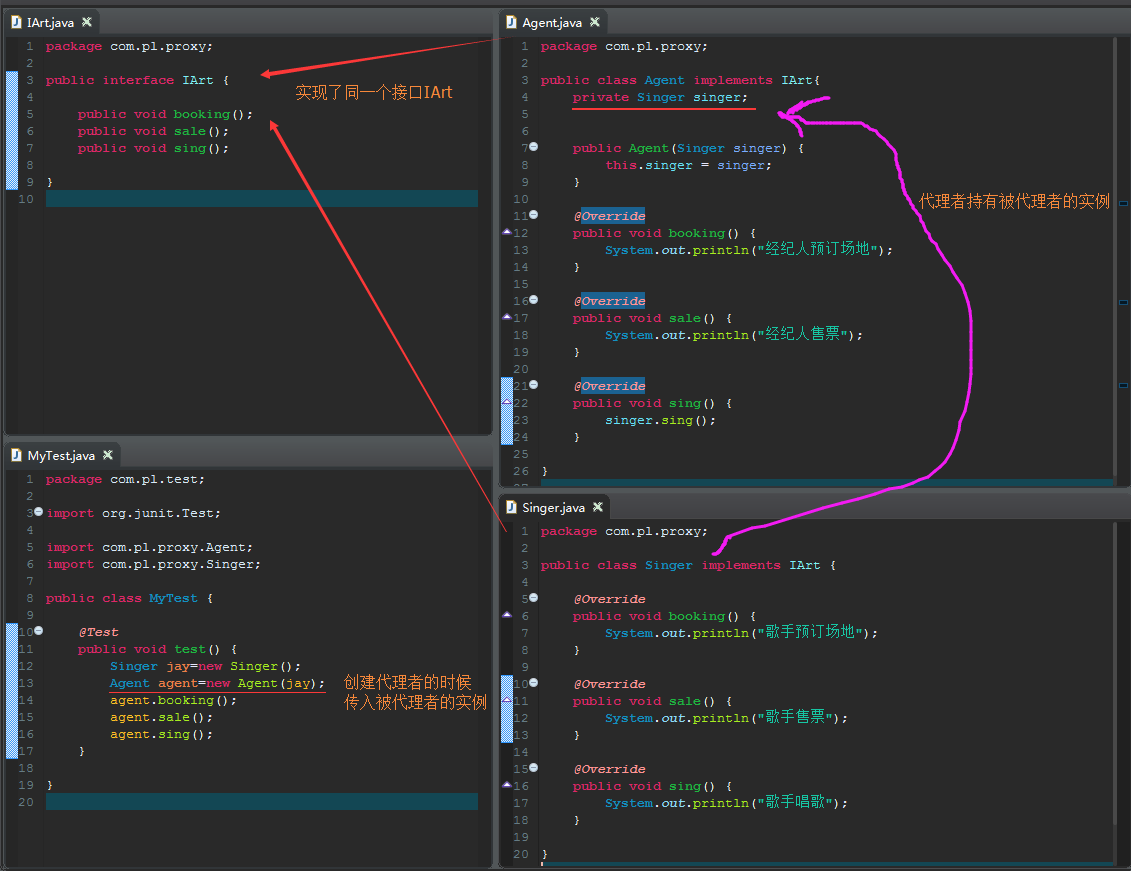 IArt.java
1 package com.pl.proxy;
2
3 public interface IArt {
4
5 public void booking();
6 public void sale();
7 public void sing();
8
9 }
10
实现了同一个接口IArt
Agent.java
1 package com.pl.proxy;
2
3 public class Agent implements IArt{
4 private Singer singer;
5
6
7 public Agent(Singer singer) {
8 this.singer = singer;
9 }
10
11 @Override
12 public void booking() {
13 System.out.println("经纪人预订场地");
14 }
15
16 @Override
17 public void sale() {
18 System.out.println("经纪人售票");
19 }
20
21 @Override
22 public void sing() {
23 singer.sing();
24 }
25
26 }
27
代理者持有被代理者的实例
MyTest.java
1 package com.pl.test;
2
3 import org.junit.Test;
4
5 import com.pl.proxy.Agent;
6 import com.pl.proxy.Singer;
7
8 public class MyTest {
9
10 @Test
11 public void test() {
12 Singer jay=new Singer();
13 Agent agent=new Agent(jay);
14 agent.booking();
15 agent.sale();
16 agent.sing();
17 }
18
19 }
20
创建代理者的时候
传入被代理者的实例
Singer.java
1 package com.pl.proxy;
2
3 public class Singer implements IArt {
4
5 @Override
6 public void booking() {
7 System.out.println("歌手预订场地");
8 }
9
10 @Override
11 public void sale() {
12 System.out.println("歌手售票");
13 }
14
15 @Override
16 public void sing() {
17 System.out.println("歌手唱歌");
18 }
19
20 }